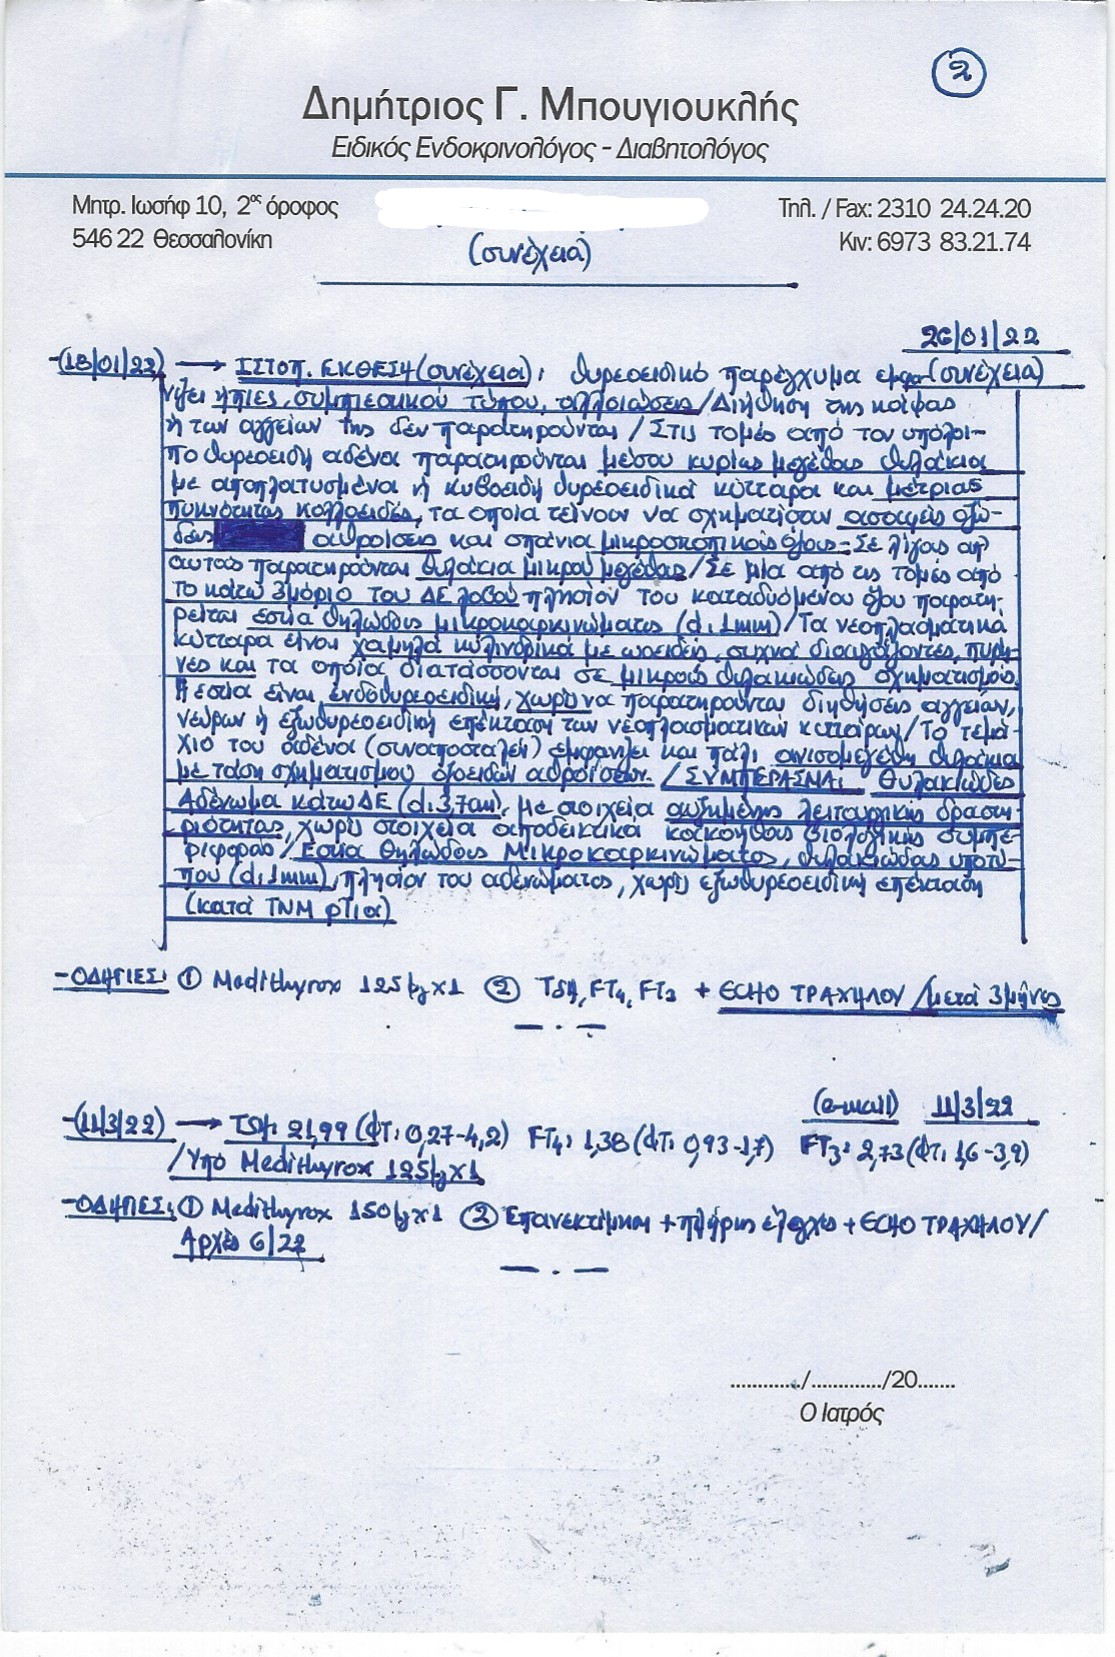 2
Δημήτριος Γ. Μπουγιουκλής
Ειδικός Ενδοκρινολόγος - Διαβητολόγος
Μητρ. Ιωσήφ 10, 2ος όροφος
546 22 Θεσσαλονίκη
Τηλ. / Fax: 2310 24.24.20
Κιν: 6973 83.21.74
(συνέχεια)
26/01/22
-(18/01/22) → ΙΣΤΟΠ. ΕΚΘΕΣΗ (συνέχεια): θυρεοειδικό παρέγχυμα εμφα- (συνέχεια)
νίζει ήπιες, συμπιεστικού τύπου, αλλοιώσεις / Διήθηση της κάψας
ή των αγγείων της δεν παρατηρούνται / Στις τομές από τον υπόλοι-
πο θυρεοειδή αδένα παρατηρούνται μέσου κυρίως μεγέθους θυλάκια
με αποπλατυσμένα ή κυβοειδή θυρεοειδικά κύτταρα και μέτριας
πυκνότητας κολλοειδές, τα οποία τείνουν να σχηματίσουν ασαφείς οζώ-
δεις αθροίσεις και σπάνια μικροσκοπικούς όζους - Σε λίγους απ'
αυτούς παρατηρούνται θυλάκια μικρού μεγέθους / Σε μία από τις τομές από
το κάτω 3μόριο του ΔΕ λοβού πλησίον του καταδυόμενου όζου παρατη-
ρείται εστία θηλώδους μικροκαρκινώματος (d: 1mm) / Τα νεοπλασματικά
κύτταρα είναι χαμηλά κυλινδρικά με ωοειδείς, συχνά διαυγάζοντες, πυρή-
νες και τα οποία διατάσσονται σε μικρούς θυλακιώδεις σχηματισμούς.
Η εστία είναι ενδοθυρεοειδική, χωρίς να παρατηρούνται διηθήσεις αγγείων,
νεύρων ή εξωθυρεοειδική επέκταση των νεοπλασματικών κυττάρων / Το τεμά-
χιο του αδένα (συναποσταλέν) εμφανίζει και πάλι ανισομεγέθη θυλάκια
με τάση σχηματισμού οζοειδών αθροίσεων. / ΣΥΜΠΕΡΑΣΜΑ: Θυλακιώδες
Αδένωμα κάτω ΔΕ (d: 3,7cm), με στοιχεία αυξημένης λειτουργικής δραστη-
ριότητας, χωρίς στοιχεία αποδεικτικά κακοήθους βιολογικής συμπε-
ριφοράς / Εστία Θηλώδους Μικροκαρκινώματος, θυλακιώδους υποτύ-
που (d: 1mm), πλησίον του αδενώματος, χωρίς εξωθυρεοειδική επέκταση
(κατά TNM pT1a)
-ΟΔΗΓΙΕΣ: ① Medithyrox 125μg x 1 ② TSH, FT4, FT3 + ECHO ΤΡΑΧΗΛΟΥ / μετά 3 μήνες
(e-mail) 11/3/22
-(11/3/22) → TSH: 21,99 (ΦΤ: 0,27-4,2) FT4: 1,38 (ΦΤ: 0,93-1,7) FT3: 2,73 (ΦΤ: 1,6-3,9)
/ Υπό Medithyrox 125μg x 1
-ΟΔΗΓΙΕΣ: ① Medithyrox 150μg x 1 ② Επανεκτίμηση + πλήρης έλεγχος + ECHO ΤΡΑΧΗΛΟΥ /
Αρχές 6/22
............/............/20.......
Ο Ιατρός